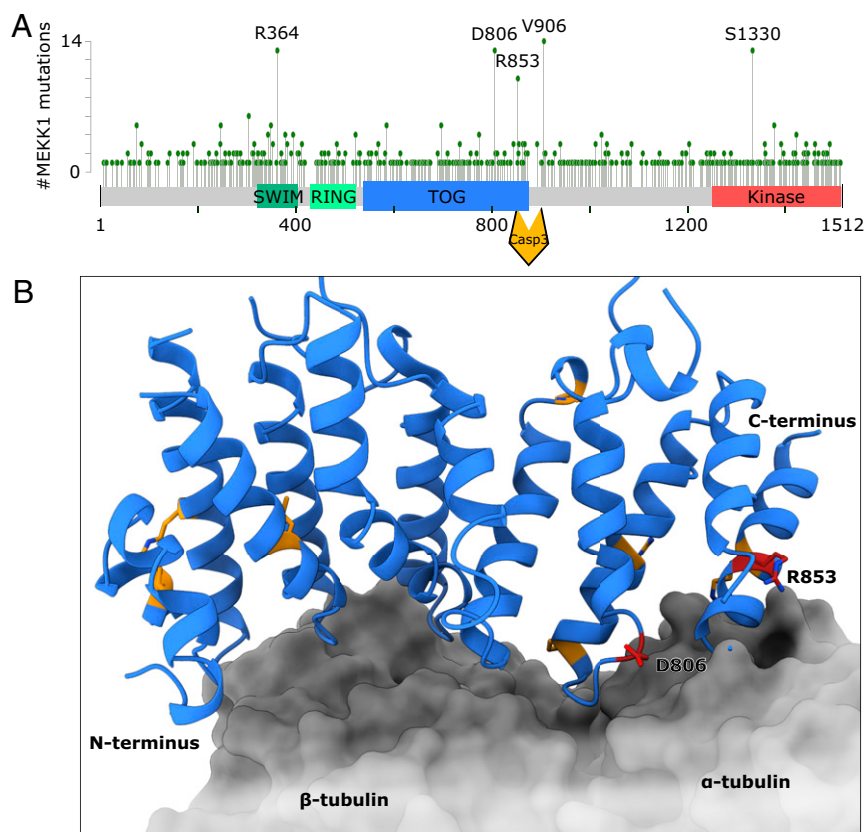 A
#MEKK1 mutations
14
0
R364
D806
V906
R853
S1330
SWIM
RING
TOG
Kinase
Casp3
1
400
800
1200
1512
B
C-terminus
R853
D806
N-terminus
β-tubulin
α-tubulin